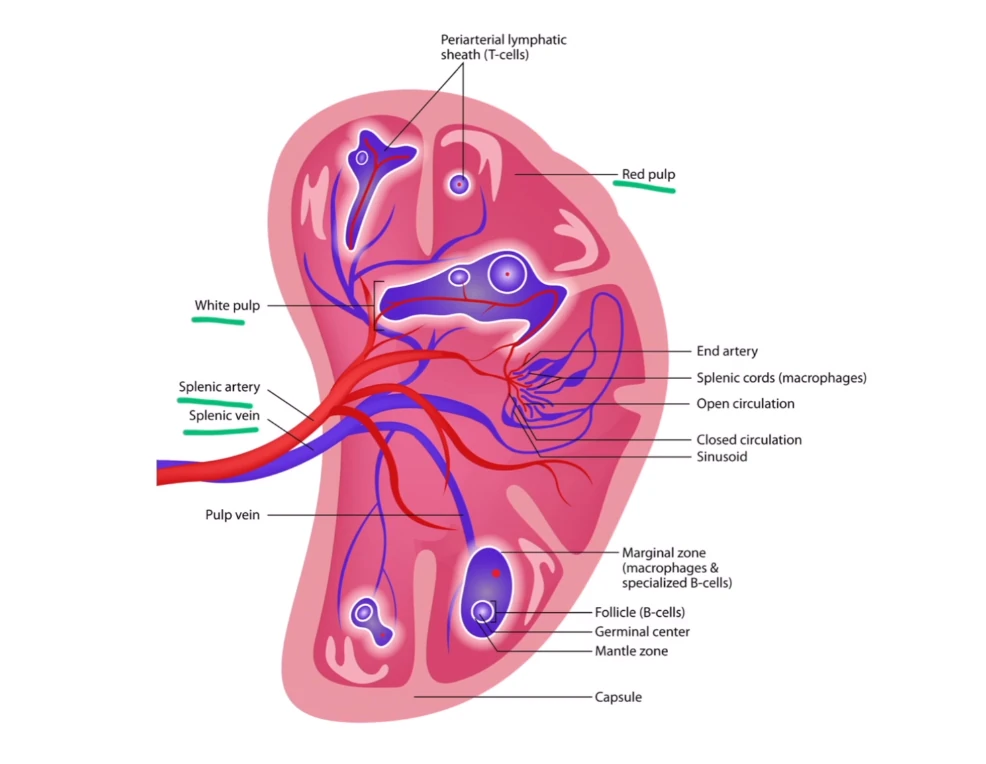 Periarterial lymphatic
sheath (T-cells)
Red pulp
White pulp
End artery
Splenic cords (macrophages)
Splenic artery
Open circulation
Splenic vein
Closed circulation
Sinusoid
Pulp vein
Marginal zone
(macrophages &
specialized B-cells)
Follicle (B-cells)
Germinal center
Mantle zone
Capsule